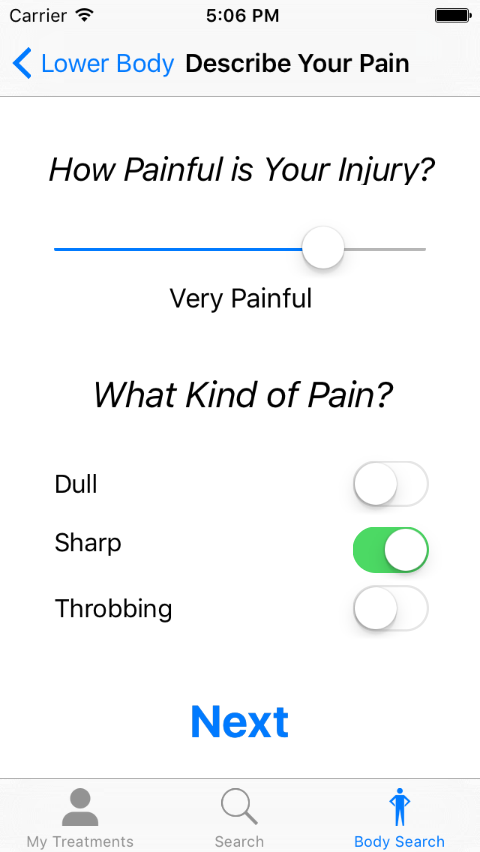 Carrier 5:06 PM
Lower Body Describe Your Pain
How Painful is Your Injury?
Very Painful
What Kind of Pain?
Dull
Sharp
Throbbing
Next
My Treatments Search Body Search